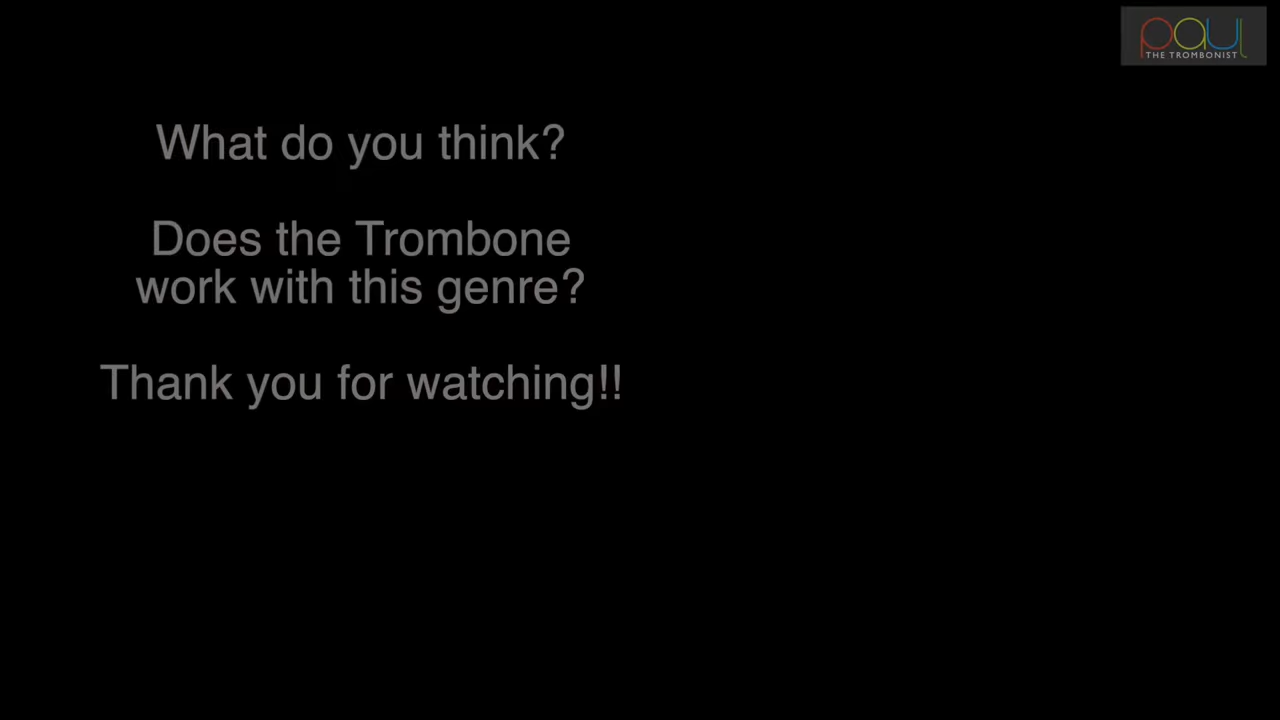 paul
THE TROMBONIST
What do you think?
Does the Trombone
work with this genre?
Thank you for watching!!